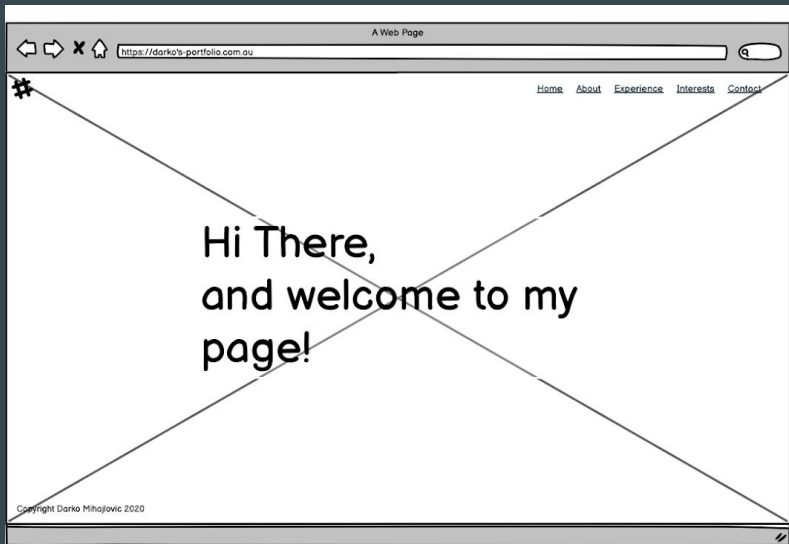 A Web Page
https://darko's-portfolio.com.au
Home About Experience Interests Contact
Hi There,
and welcome to my
page!
Copyright Darko Mihajlovic 2020